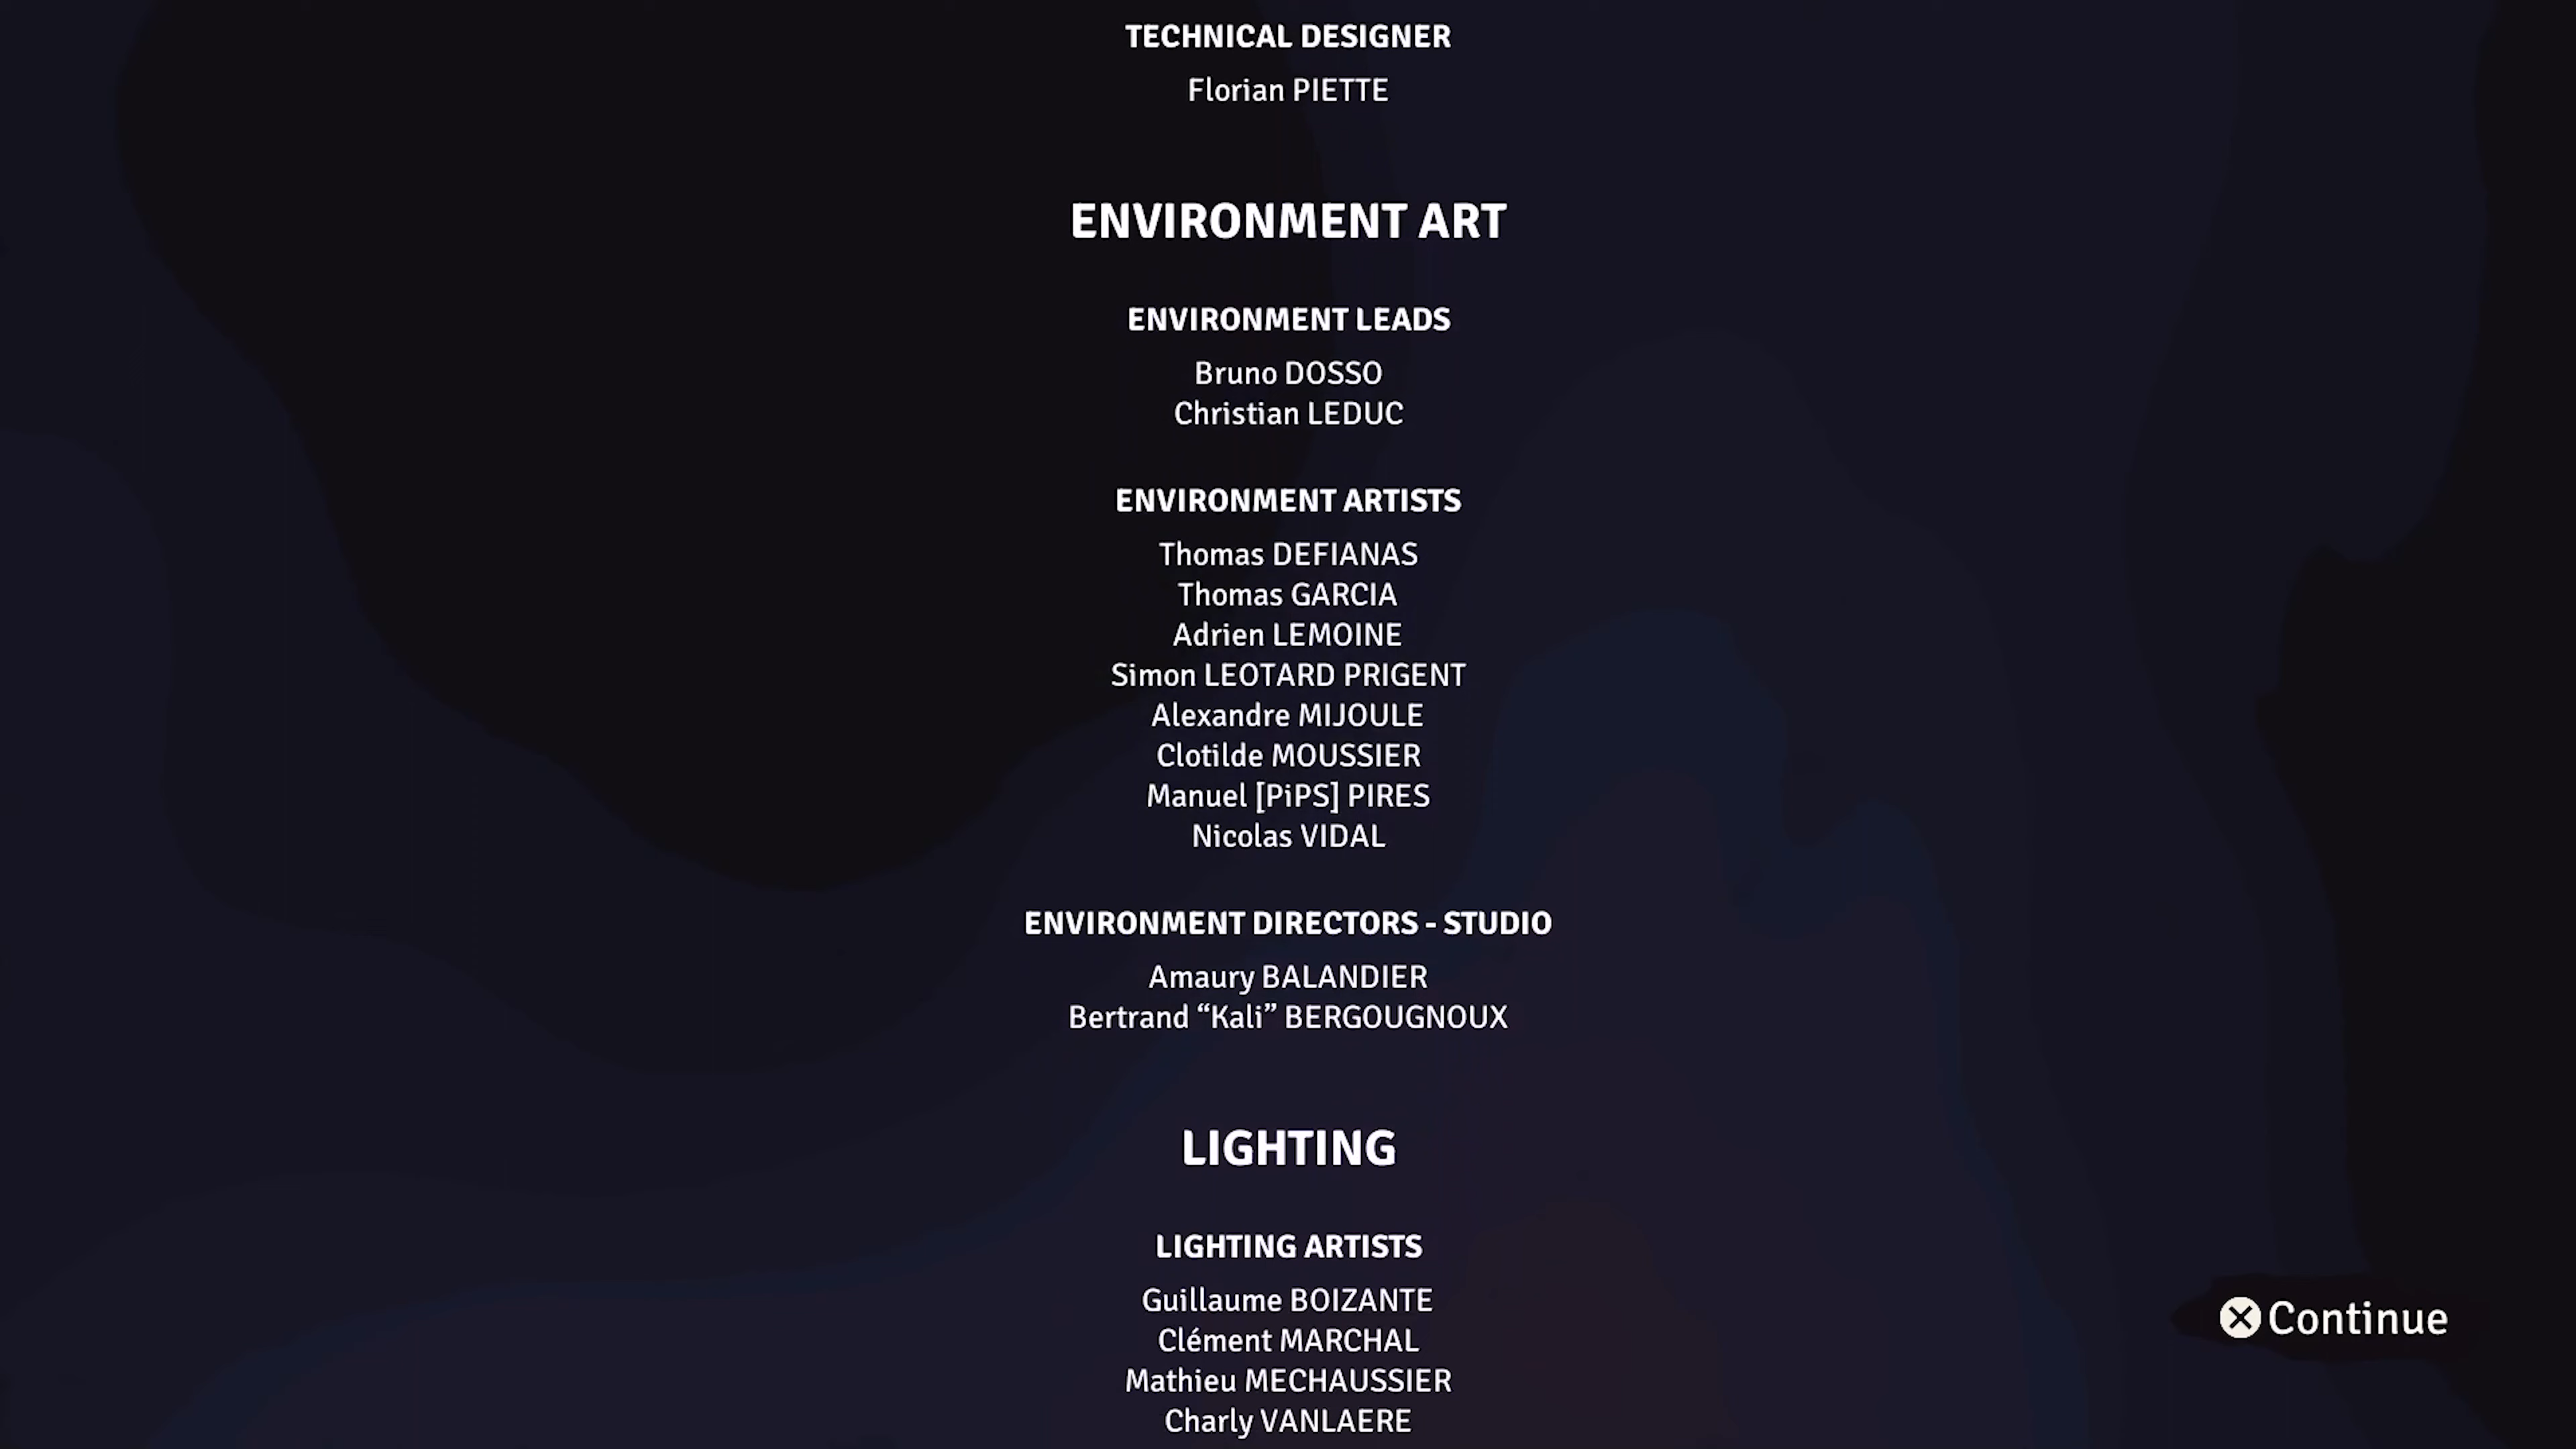 TECHNICAL DESIGNER
Florian PIETTE
ENVIRONMENT ART
ENVIRONMENT LEADS
Bruno DOSSO
Christian LEDUC
ENVIRONMENT ARTISTS
Thomas DEFIANAS
Thomas GARCIA
Adrien LEMOINE
Simon LEOTARD PRIGENT
Alexandre MIJOULE
Clotilde MOUSSIER
Manuel [PiPS] PIRES
Nicolas VIDAL
ENVIRONMENT DIRECTORS - STUDIO
Amaury BALANDIER
Bertrand “Kali” BERGOUGNOUX
LIGHTING
LIGHTING ARTISTS
Guillaume BOIZANTE
Clément MARCHAL
Mathieu MECHAUSSIER
Charly VANLAERE
Continue